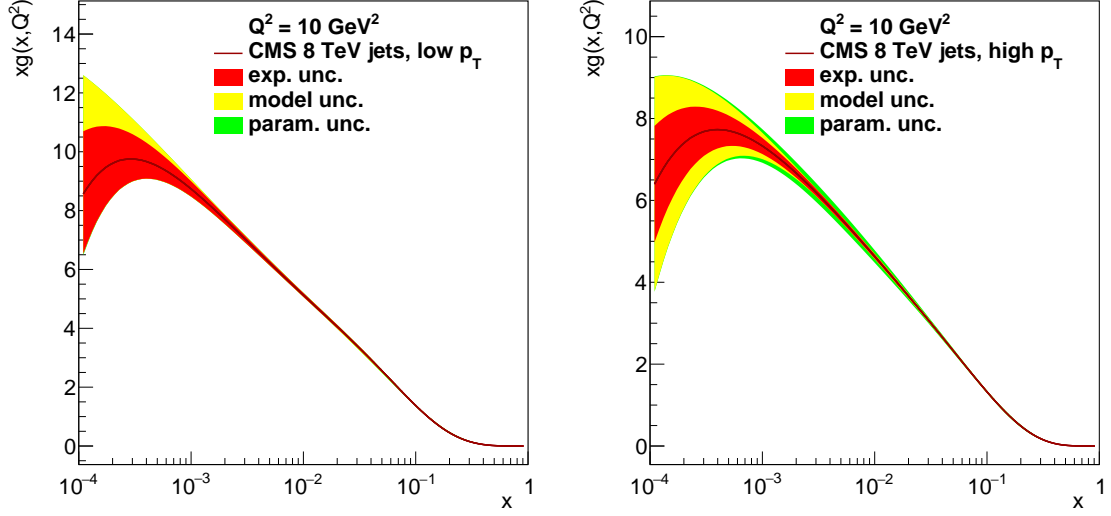 xg(x,Q²)
Q² = 10 GeV²
CMS 8 TeV jets, low p_T
exp. unc.
model unc.
param. unc.
14
12
10
8
6
4
2
0
10⁻⁴ 10⁻³ 10⁻² 10⁻¹ 1
x
xg(x,Q²)
Q² = 10 GeV²
CMS 8 TeV jets, high p_T
exp. unc.
model unc.
param. unc.
10
8
6
4
2
0
10⁻⁴ 10⁻³ 10⁻² 10⁻¹ 1
x